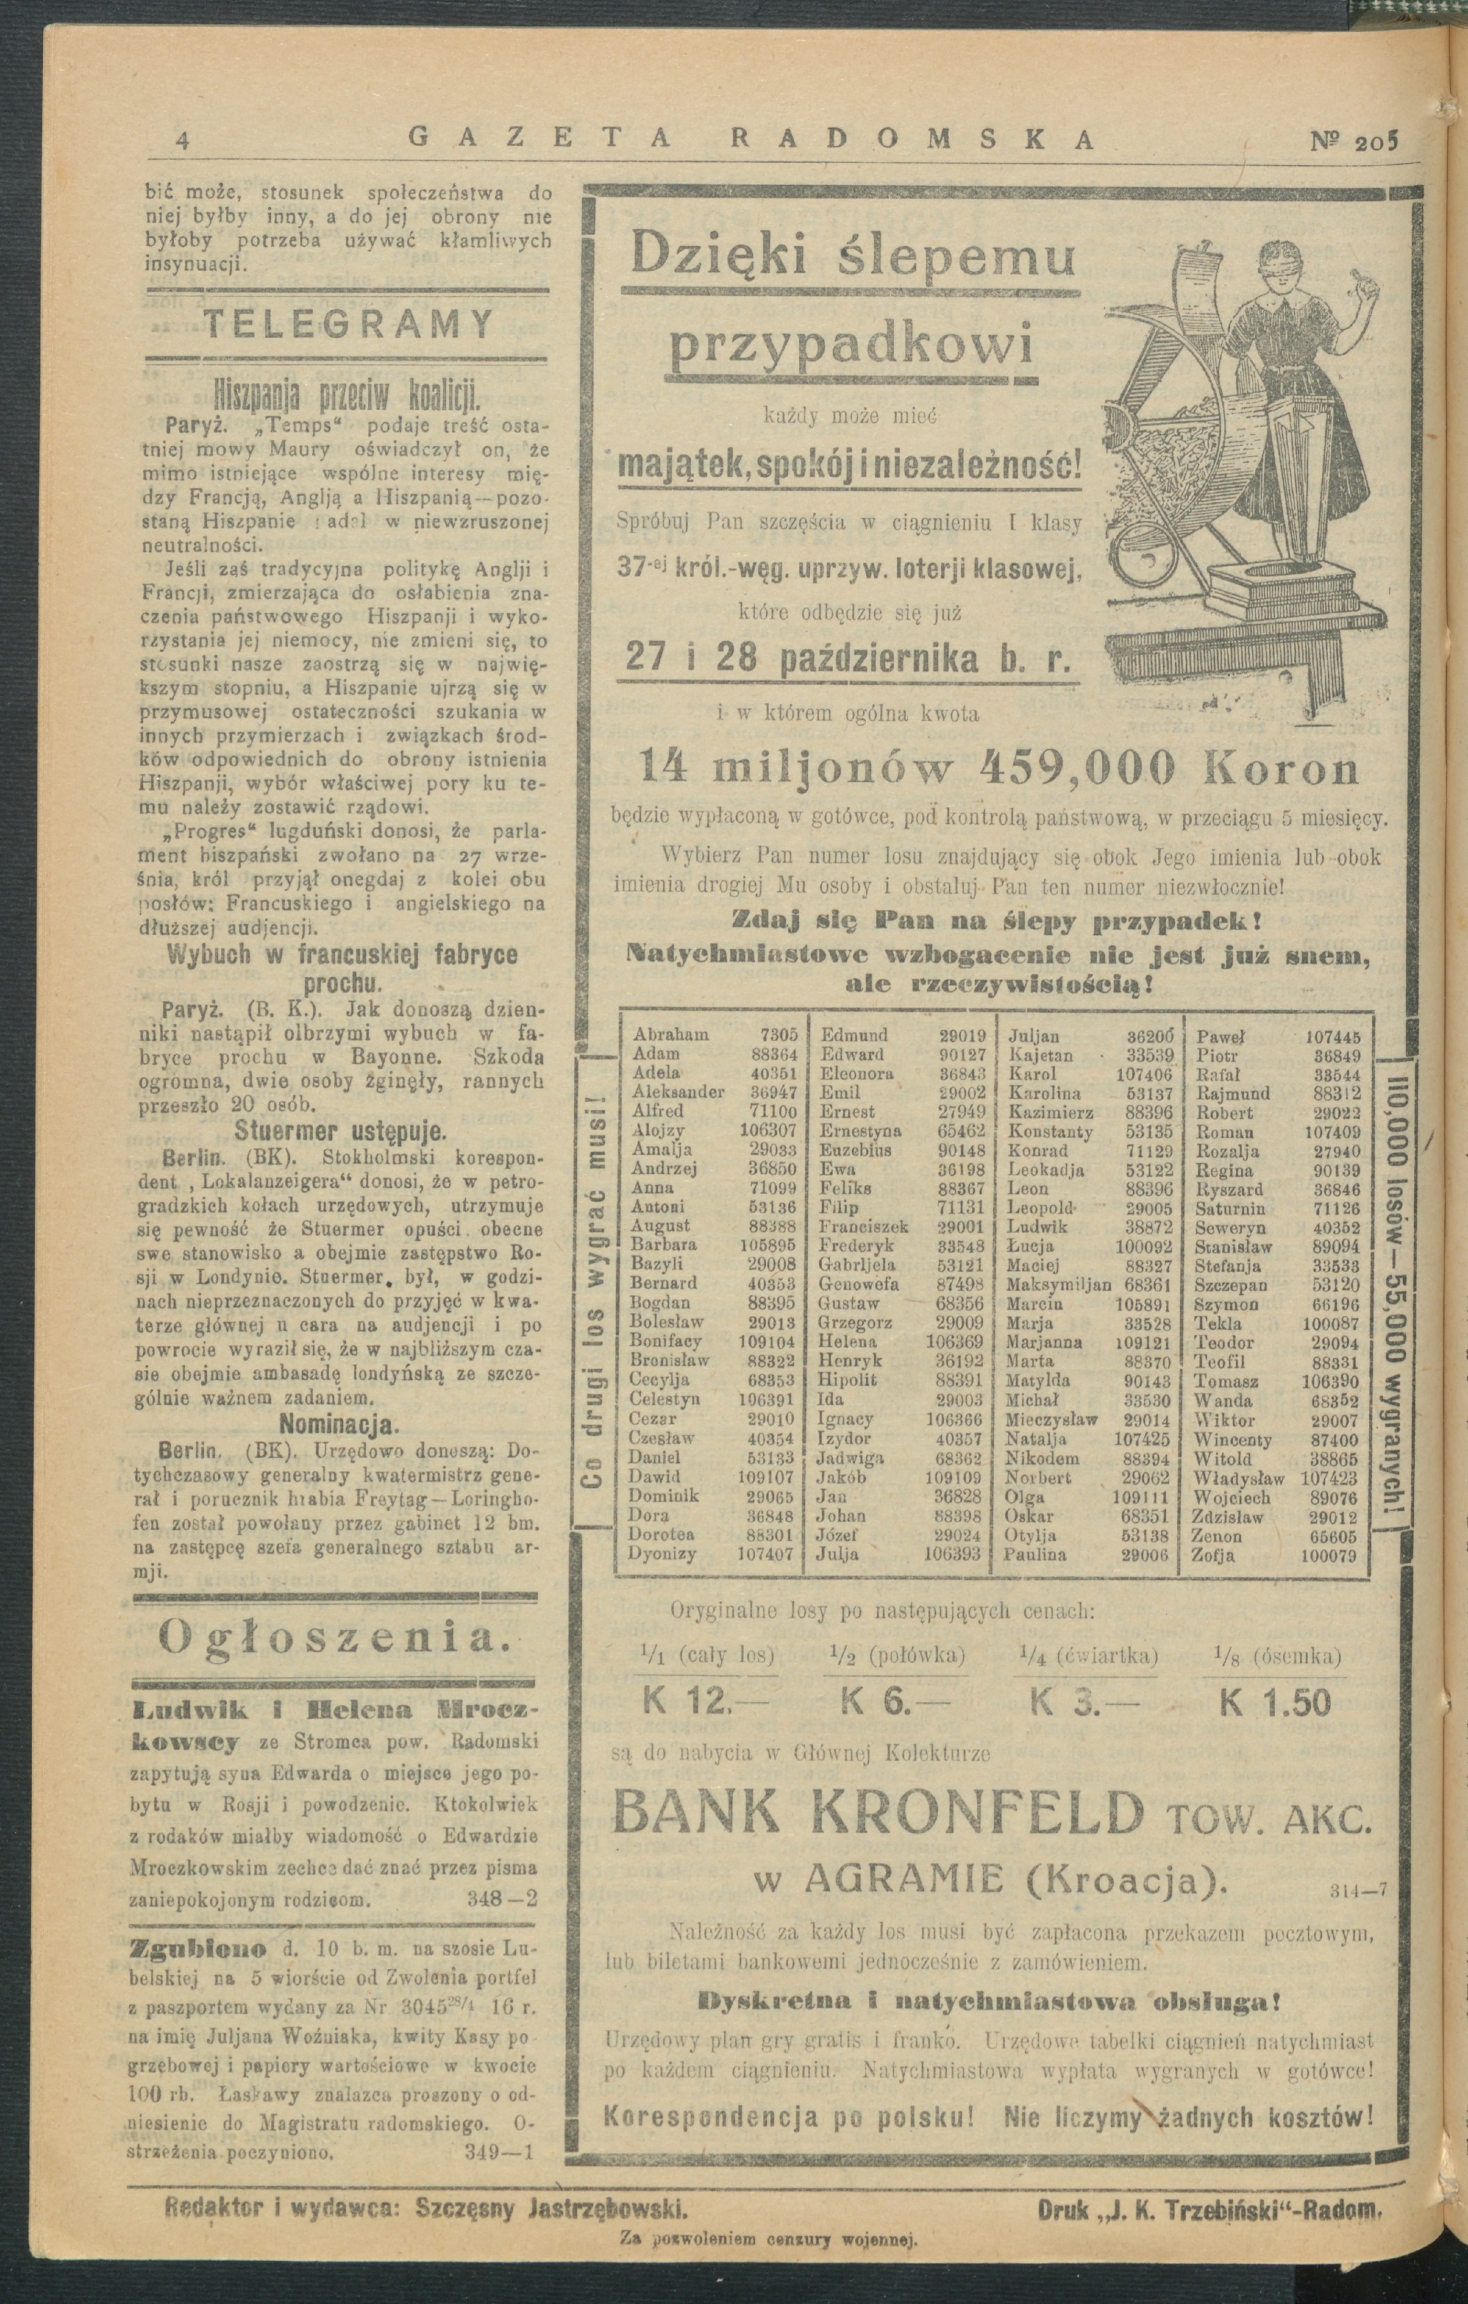 4
GAZETA RADOMSKA
№ 205
bić może, stosunek społeczeństwa do
niej byłby inny, a do jej obrony nie
byłoby potrzeba używać kłamliwych
insynuacji.
TELEGRAMY
Hiszpanja przeciw koalicji.
Paryż. „Temps“ podaje treść osta-
tniej mowy Maury oświadczył on, że
mimo istniejące wspólne interesy mię-
dzy Francją, Anglją a Hiszpanią—pozo-
staną Hiszpanie nadal w niewzruszonej
neutralności.
Jeśli zaś tradycyjna politykę Anglji i
Francji, zmierzająca do osłabienia zna-
czenia państwowego Hiszpanji i wyko-
rzystania jej niemocy, nie zmieni się, to
stosunki nasze zaostrzą się w najwię-
kszym stopniu, a Hiszpanie ujrzą się w
przymusowej ostateczności szukania w
innych przymierzach i związkach środ-
ków odpowiednich do obrony istnienia
Hiszpanji, wybór właściwej pory ku te-
mu należy zostawić rządowi.
„Progres“ lugduński donosi, że parla-
ment hiszpański zwołano na 27 wrze-
śnia, król przyjął onegdaj z kolei obu
posłów: Francuskiego i angielskiego na
dłuższej audjencji.
Wybuch w francuskiej fabryce
prochu.
Paryż. (B. K.). Jak donoszą dzien-
niki nastąpił olbrzymi wybuch w fa-
bryce prochu w Bayonne. Szkoda
ogromna, dwie osoby zginęły, rannych
przeszło 20 osób.
Stuermer ustępuje.
Berlin. (BK). Stokholmski korespon-
dent „Lokalanzeigera“ donosi, że w petro-
gradzkich kołach urzędowych, utrzymuje
się pewność że Stuermer opuści obecne
swe stanowisko a obejmie zastępstwo Ro-
sji w Londynie. Stuermer, był, w godzi-
nach nieprzeznaczonych do przyjęć w kwa-
terze głównej u cara na audjencji i po
powrocie wyraził się, że w najbliższym cza-
sie obejmie ambasadę londyńską ze szcze-
gólnie ważnem zadaniem.
Nominacja.
Berlin. (BK). Urzędowo donoszą: Do-
tychczasowy generalny kwatermistrz gene-
rał i porucznik hrabia Freytag—Loringho-
fen został powołany przez gabinet 12 bm.
na zastępcę szefa generalnego sztabu ar-
mji.
Ogłoszenia.
Ludwik i Helena Mrocz-
kowscy ze Stromca pow. Radomski
zapytują syna Edwarda o miejsce jego po-
bytu w Rosji i powodzenie. Ktokolwiek
z rodaków miałby wiadomość o Edwardzie
Mroczkowskim zechce dać znać przez pisma
zaniepokojonym rodzicom. 348—2
Zgubiono d. 10 b. m. na szosie Lu-
belskiej na 5 wiorście od Zwolenia portfel
z paszportem wydany za Nr 3045 28/4 16 r.
na imię Juljana Woźniaka, kwity Kasy po
grzebowej i papiery wartościowe w kwocie
100 rb. Łaskawy znalazca proszony o od-
niesienie do Magistratu radomskiego. O-
strzeżenia poczyniono. 349—1
Dzięki ślepemu
przypadkowi
każdy może mieć
majątek, spokój i niezależność!
Spróbuj Pan szczęścia w ciągnieniu I klasy
37-ej król.-węg. uprzyw. loterji klasowej,
które odbędzie się już
27 i 28 października b. r.
i w którem ogólna kwota
14 miljonów 459,000 Koron
będzie wypłaconą w gotówce, pod kontrolą państwową, w przeciągu 5 miesięcy.
Wybierz Pan numer losu znajdujący się obok Jego imienia lub obok
imienia drogiej Mu osoby i obstaluj Pan ten numer niezwłocznie!
Zdaj się Pan na ślepy przypadek!
Natychmiastowe wzbogacenie nie jest już snem,
ale rzeczywistością!
Co drugi los wygrać musi!
Abraham 7305 Edmund 29019 Juljan 36206 Paweł 107445
Adam 88364 Edward 90127 Kajetan 33539 Piotr 36849
Adela 40351 Eleonora 36843 Karol 107406 Rafał 33544
Aleksander 36947 Emil 29002 Karolina 53137 Rajmund 88312
Alfred 71100 Ernest 27949 Kazimierz 88396 Robert 29022
Alojzy 106307 Ernestyna 65462 Konstanty 53135 Roman 107409
Amalja 29033 Euzebius 90148 Konrad 71129 Rozalja 27940
Andrzej 36850 Ewa 36198 Leokadja 53122 Regina 90139
Anna 71099 Feliks 88367 Leon 88396 Ryszard 36846
Antoni 53136 Filip 71131 Leopold 29005 Saturnin 71126
August 88388 Franciszek 29001 Ludwik 38872 Seweryn 40352
Barbara 105895 Frederyk 33548 Łucja 100092 Stanisław 89094
Bazyli 29008 Gabrljela 53121 Maciej 88327 Stefanja 33533
Bernard 40353 Genowefa 87498 Maksymiljan 68361 Szczepan 53120
Bogdan 88395 Gustaw 68356 Marcin 105891 Szymon 66196
Bolesław 29013 Grzegorz 29009 Marja 33528 Tekla 100087
Bonifacy 109104 Helena 106369 Marjanna 109121 Teodor 29094
Bronisław 88322 Henryk 36192 Marta 88370 Teofil 88331
Cecylja 68353 Hipolit 88391 Matylda 90143 Tomasz 106390
Celestyn 106391 Ida 29003 Michał 33530 Wanda 68352
Cezar 29010 Ignacy 106366 Mieczysław 29014 Wiktor 29007
Czesław 40354 Izydor 40357 Natalja 107425 Wincenty 87400
Daniel 53133 Jadwiga 68362 Nikodem 88394 Witold 38865
Dawid 109107 Jakób 109109 Norbert 29062 Władysław 107423
Dominik 29065 Jan 36828 Olga 109111 Wojciech 89076
Dora 36848 Johan 88398 Oskar 68351 Zdzisław 29012
Dorotea 88301 Józef 29024 Otylja 53138 Zenon 65605
Dyonizy 107407 Julja 106393 Paulina 29006 Zofja 100079
110,000 losów—55,000 wygranych!
Oryginalne losy po następujących cenach:
1/1 (cały los) 1/2 (połówka) 1/4 (ćwiartka) 1/8 (ósemka)
K 12.— K 6.— K 3.— K 1.50
są do nabycia w Głównej Kolekturze
BANK KRONFELD TOW. AKC.
w AGRAMIE (Kroacja).
314—7
Należność za każdy los musi być zapłacona przekazem pocztowym,
lub biletami bankowemi jednocześnie z zamówieniem.
Dyskretna i natychmiastowa obsługa!
Urzędowy plan gry gratis i franko. Urzędowe tabelki ciągnień natychmiast
po każdem ciągnieniu. Natychmiastowa wypłata wygranych w gotówce!
Korespondencja po polsku! Nie liczymy żadnych kosztów!
Redaktor i wydawca: Szczęsny Jastrzębowski.
Druk „J. K. Trzebiński“-Radom.
Za pozwoleniem cenzury wojennej.